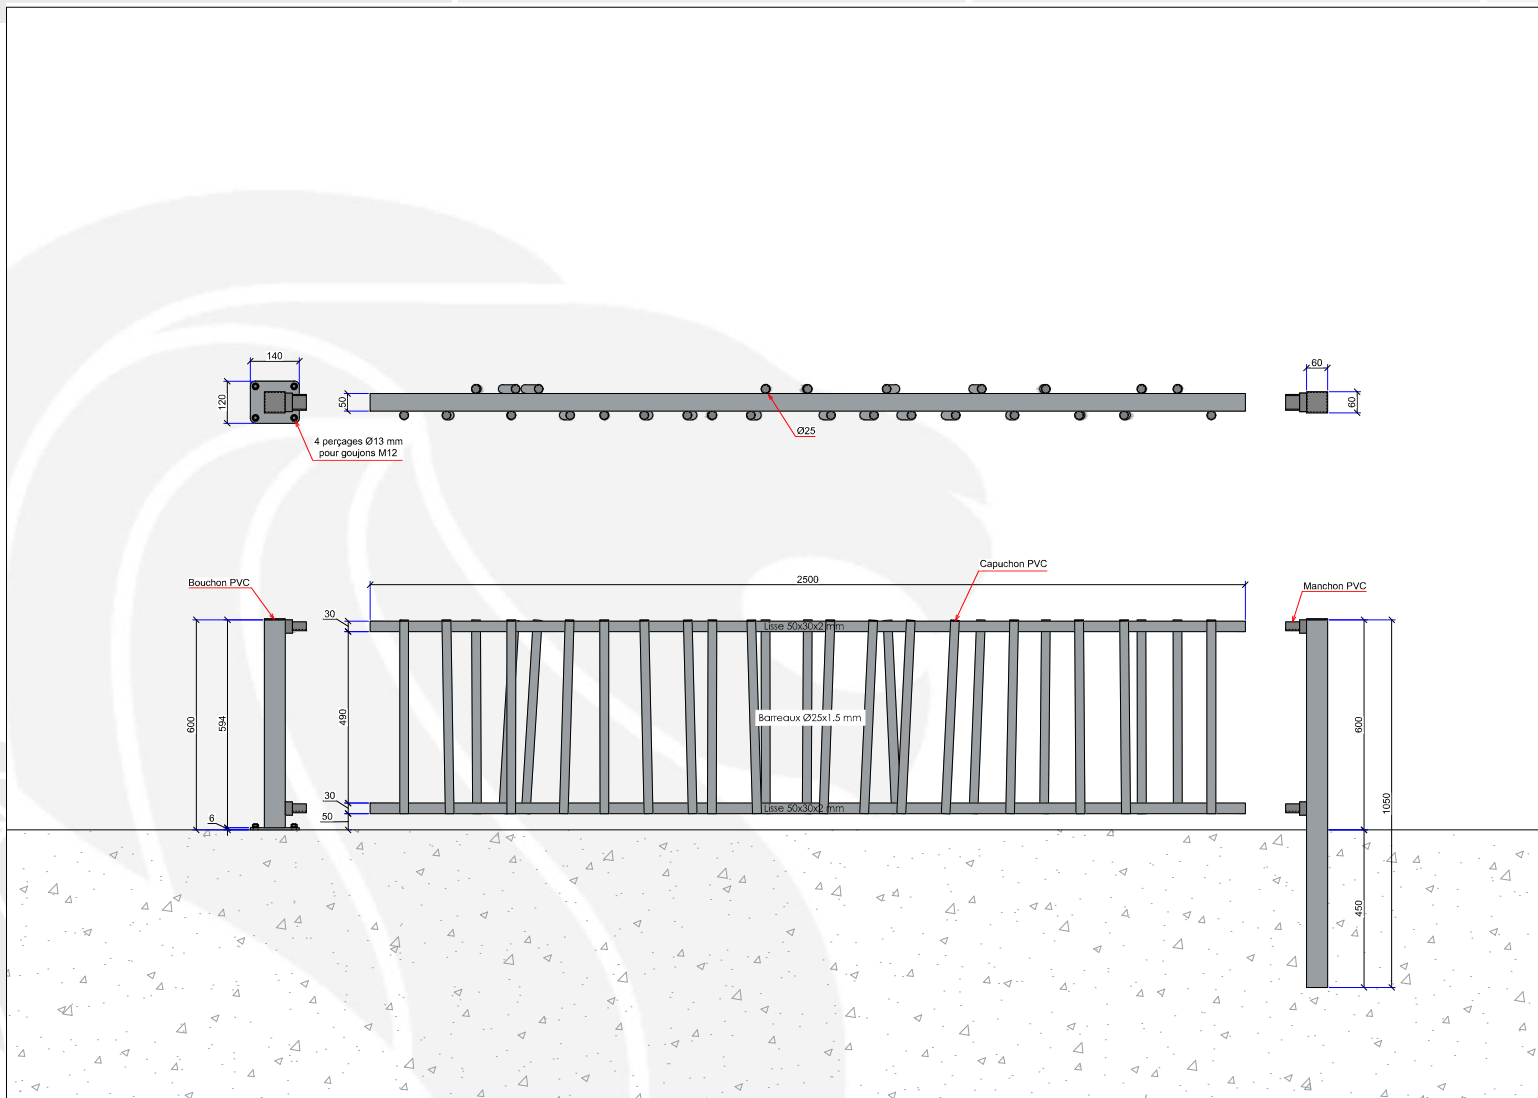 140
120
4 perçages Ø13 mm
pour goujons M12
50
Ø25
60
60
Bouchon PVC
Capuchon PVC
Manchon PVC
2500
30
Lisse 50x30x2 mm
600
594
490
Barreaux Ø25x1.5 mm
600
30
Lisse 50x30x2 mm
50
6
1050
450